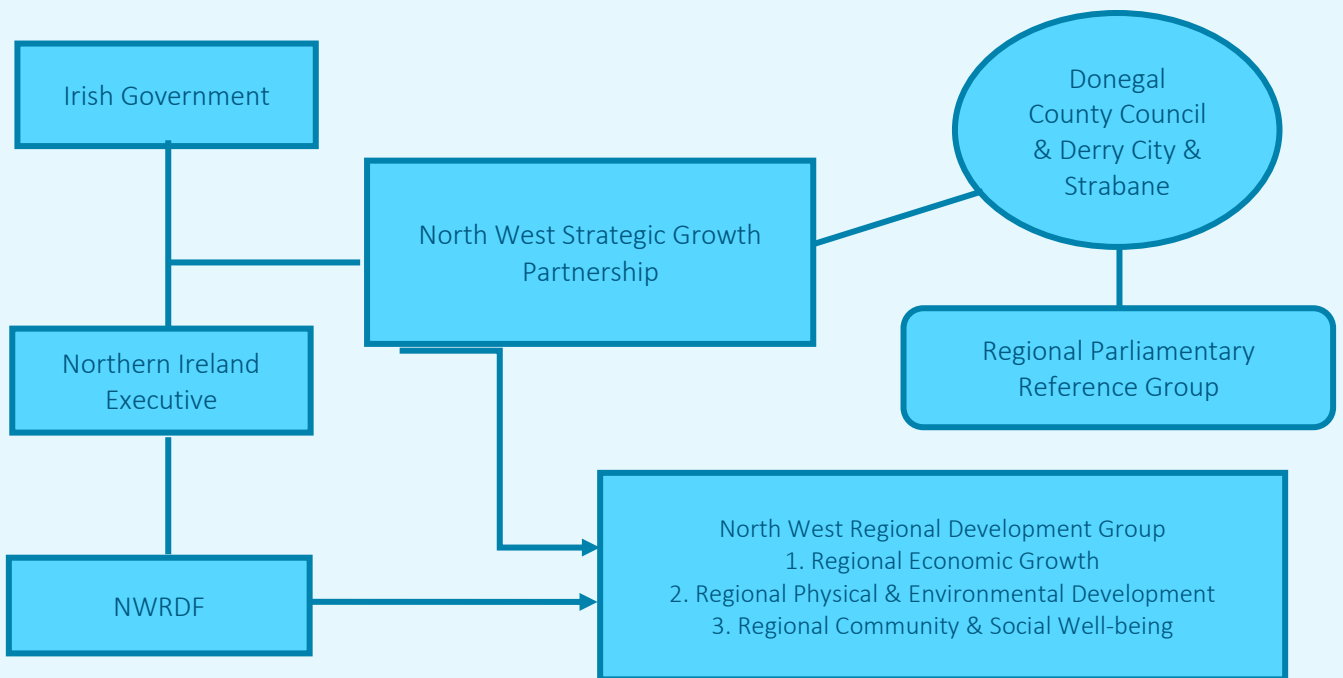 Irish Government
Donegal
County Council
& Derry City &
Strabane
North West Strategic Growth
Partnership
Northern Ireland
Executive
Regional Parliamentary
Reference Group
NWRDF
North West Regional Development Group
1. Regional Economic Growth
2. Regional Physical & Environmental Development
3. Regional Community & Social Well-being